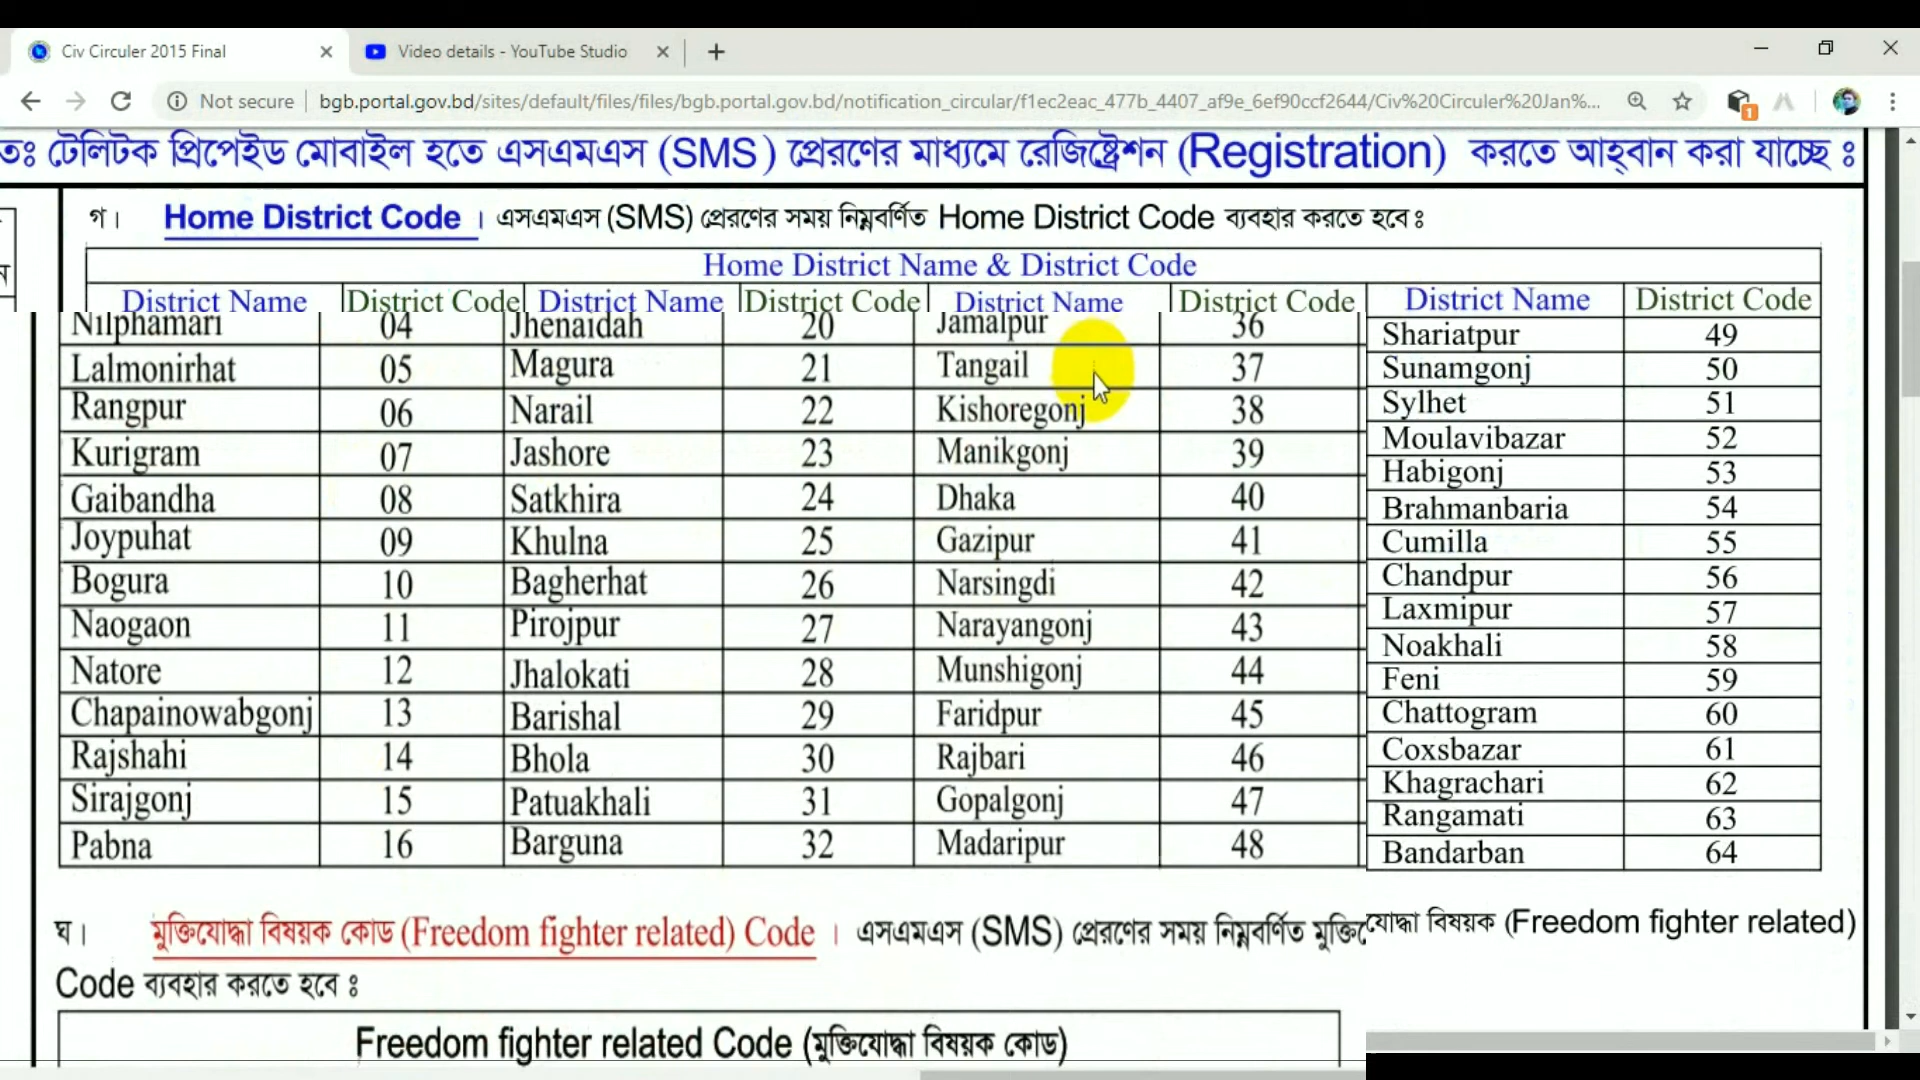 Civ Circuler 2015 Final
Video details - YouTube Studio
Not secure
bgb.portal.gov.bd/sites/default/files/files/bgb.portal.gov.bd/notification_circular/f1ec2eac_477b_4407_af9e_6ef90ccf2644/Civ%20Circuler%20Jan%...
1
তঃ টেলিটক প্রিপেইড মোবাইল হতে এসএমএস (SMS) প্রেরণের মাধ্যমে রেজিষ্ট্রেশন (Registration) করতে আহ্বান করা যাচ্ছে ঃ
গ। Home District Code । এসএমএস (SMS) প্রেরণের সময় নিম্নবর্ণিত Home District Code ব্যবহার করতে হবে ঃ
Home District Name & District Code
District Name District Code District Name District Code District Name District Code District Name District Code
Nilphamari 04 Jhenaidah 20 Jamalpur 36 Shariatpur 49
Lalmonirhat 05 Magura 21 Tangail 37 Sunamgonj 50
Rangpur 06 Narail 22 Kishoregonj 38 Sylhet 51
Kurigram 07 Jashore 23 Manikgonj 39 Moulavibazar 52
Gaibandha 08 Satkhira 24 Dhaka 40 Habigonj 53
Joypuhat 09 Khulna 25 Gazipur 41 Brahmanbaria 54
Bogura 10 Bagherhat 26 Narsingdi 42 Cumilla 55
Naogaon 11 Pirojpur 27 Narayangonj 43 Chandpur 56
Natore 12 Jhalokati 28 Munshigonj 44 Laxmipur 57
Chapainowabgonj 13 Barishal 29 Faridpur 45 Noakhali 58
Rajshahi 14 Bhola 30 Rajbari 46 Feni 59
Sirajgonj 15 Patuakhali 31 Gopalgonj 47 Chattogram 60
Pabna 16 Barguna 32 Madaripur 48 Coxsbazar 61
Khagrachari 62
Rangamati 63
Bandarban 64
ঘ। মুক্তিযোদ্ধা বিষয়ক কোড (Freedom fighter related) Code । এসএমএস (SMS) প্রেরণের সময় নিম্নবর্ণিত মুক্তিযোদ্ধা বিষয়ক (Freedom fighter related)
Code ব্যবহার করতে হবে ঃ
Freedom fighter related Code (মুক্তিযোদ্ধা বিষয়ক কোড)